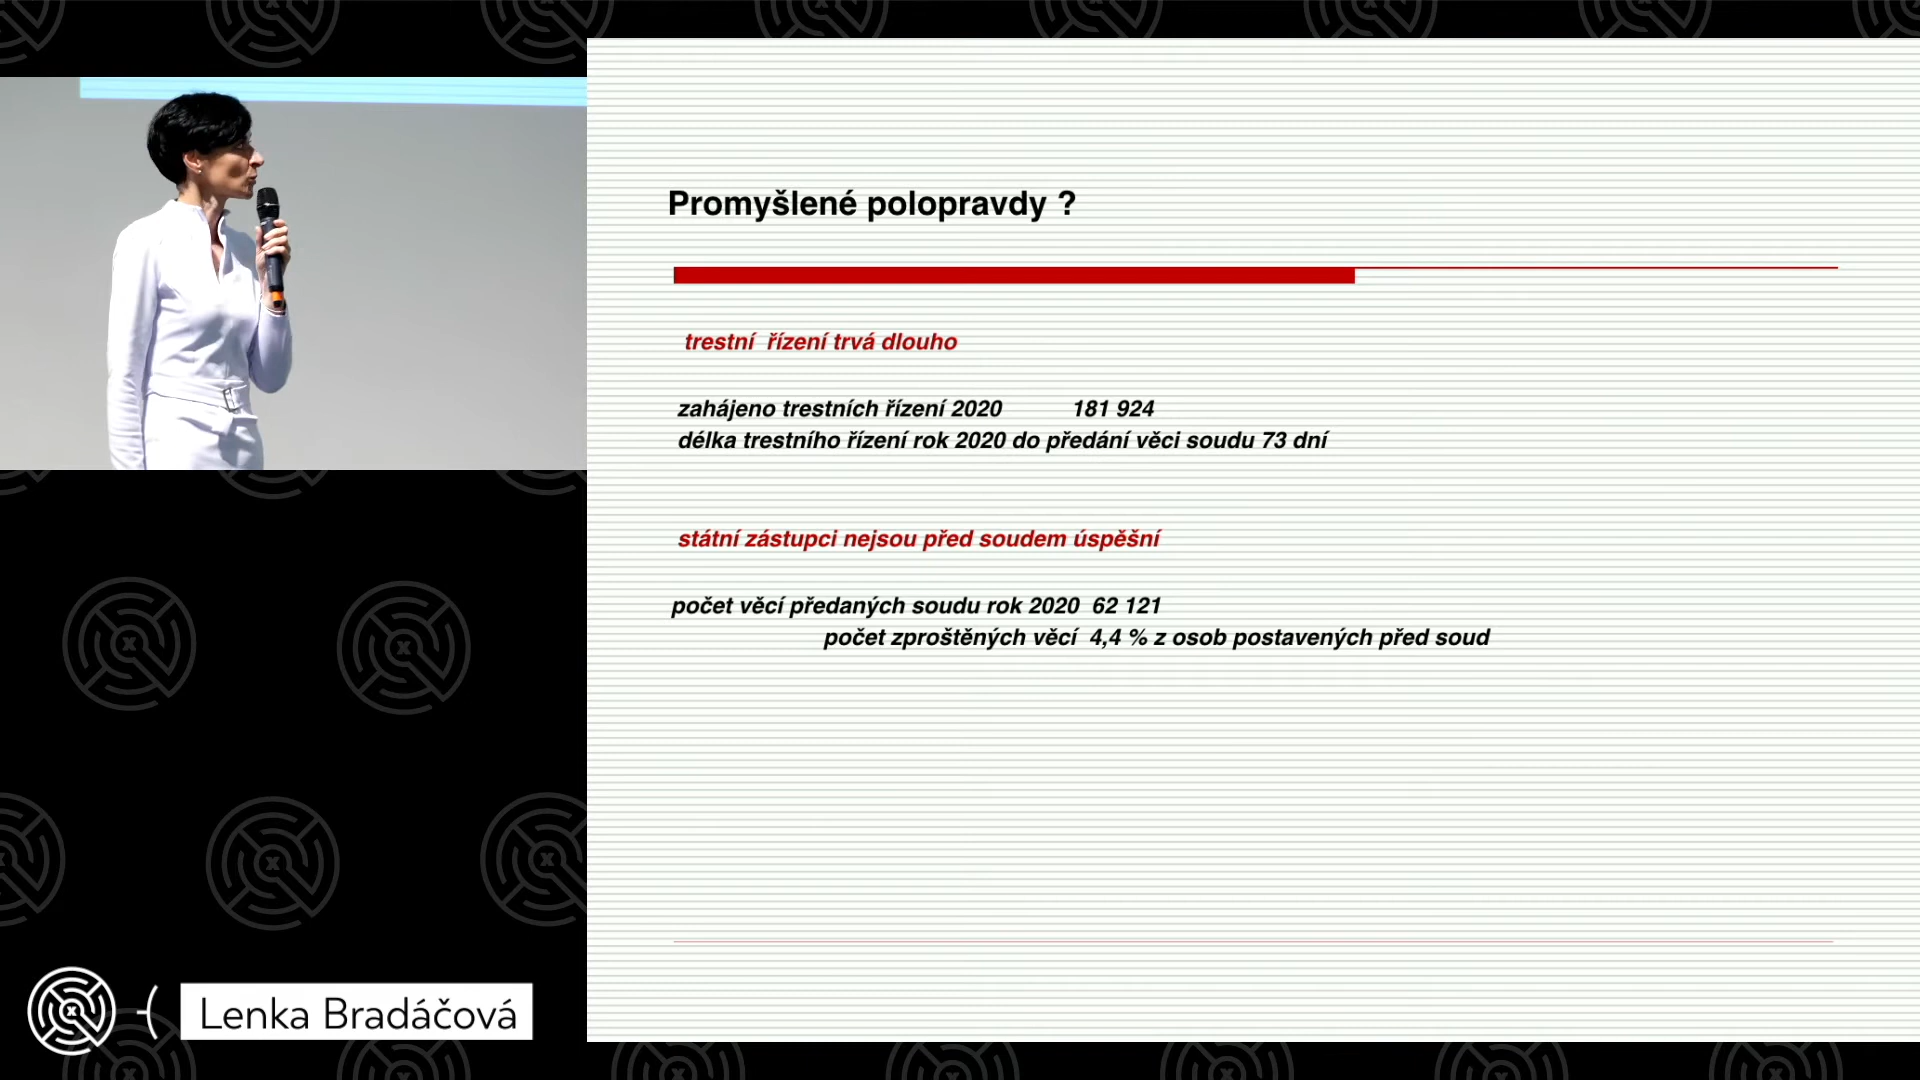 Promyšlené polopravdy ?
trestní řízení trvá dlouho
zahájeno trestních řízení 2020 181 924
délka trestního řízení rok 2020 do předání věci soudu 73 dní
státní zástupci nejsou před soudem úspěšní
počet věcí předaných soudu rok 2020 62 121
počet zproštěných věcí 4,4 % z osob postavených před soud
Lenka Bradáčová